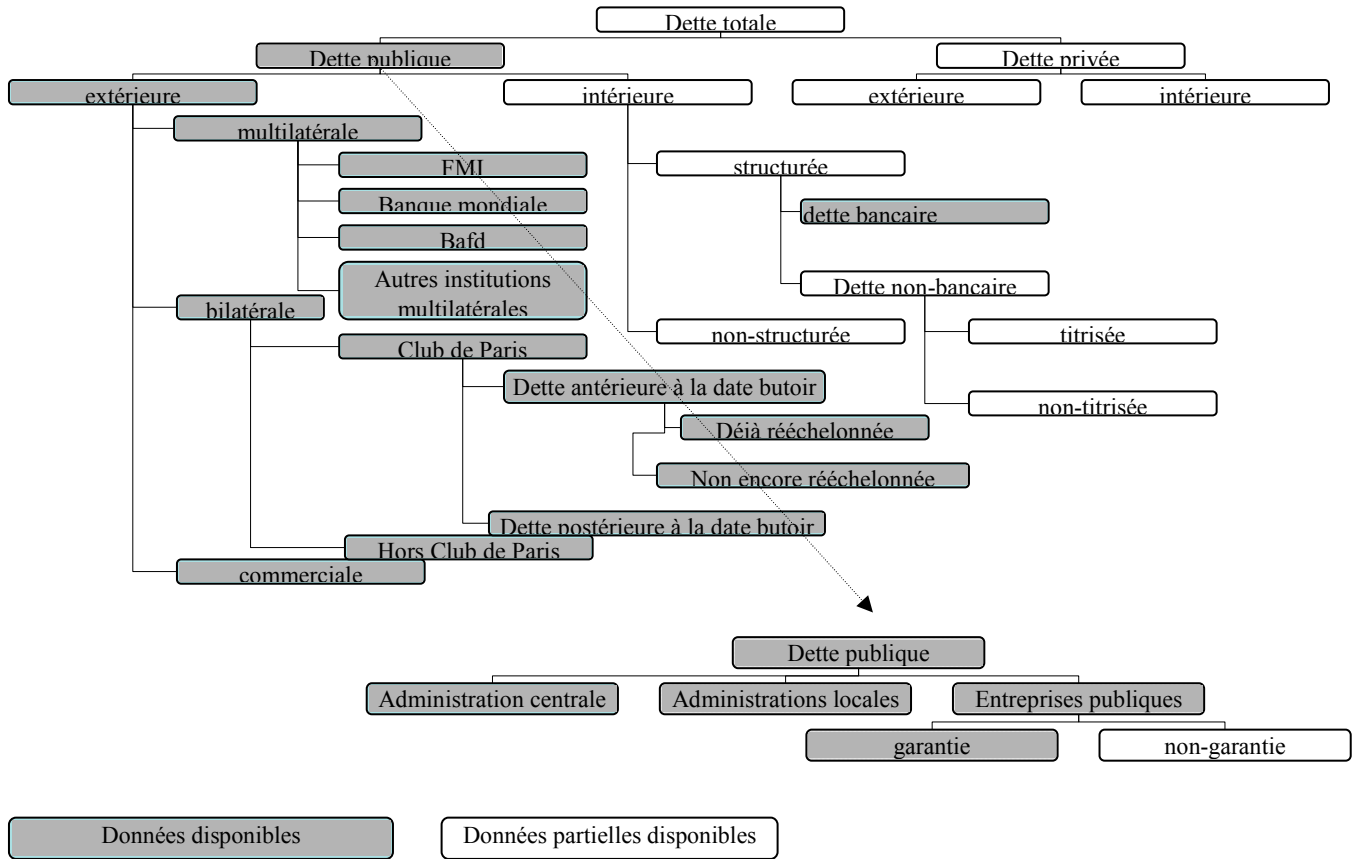 Dette totale
Dette publique
Dette privée
extérieure
intérieure
extérieure
intérieure
multilatérale
FMI
Banque mondiale
Bafd
Autres institutions
multilatérales
structurée
dette bancaire
Dette non-bancaire
titrisée
non-titrisée
non-structurée
bilatérale
Club de Paris
Dette antérieure à la date butoir
Déjà rééchelonnée
Non encore rééchelonnée
Dette postérieure à la date butoir
Hors Club de Paris
commerciale
Dette publique
Administration centrale
Administrations locales
Entreprises publiques
garantie
non-garantie
Données disponibles
Données partielles disponibles